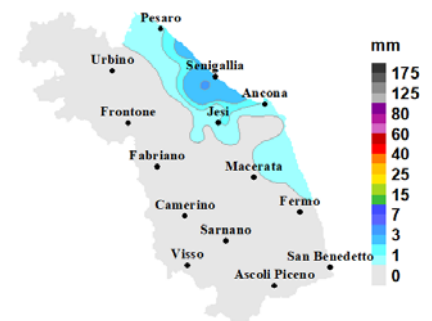 Pesaro
Urbino
Senigallia
Ancona
Frontone
Jesi
Fabriano
Macerata
Camerino
Fermo
Sarnano
Visso
San Benedetto
Ascoli Piceno
mm
175
125
80
60
40
25
15
7
3
1
0